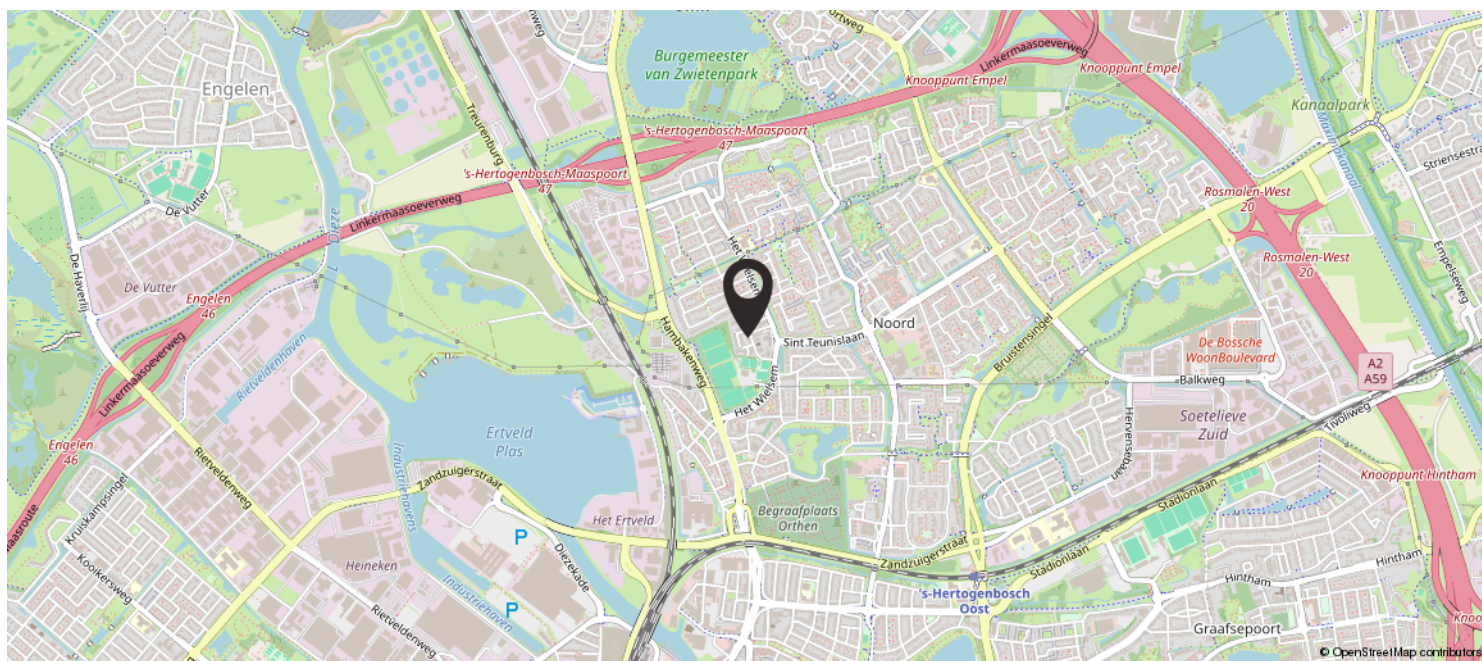 Engelen
Burgemeester
van Zwietenpark
Linkermaasoeverweg
Knooppunt Empel
Knooppunt Empel
Kanaalpark
Treurenburg
's-Hertogenbosch-Maaspoort
47
's-Hertogenbosch-Maaspoort
47
De Vutter
Linkermaasoeverweg
Rosmalen-West
20
Rosmalen-West
20
De Haverlij
De Vutter
Engelen
46
Empelseweg
Noord
Sint Teunislaan
Hambakenweg
Bruistensingel
De Bossche
WoonBoulevard
A2
A59
Linkermaasoeverweg
Rietveldenhaven
Balkweg
Het Wielsem
Soetelieve
Zuid
Tivoliweg
Hervensebaan
Ertveld
Plas
Engelen
46
Rietveldenweg
Industriehavens
Zandzuigerstraat
Knooppunt Hintham
Kruiskampsingel
Het Ertveld
Begraafplaats
Orthen
Stadionlaan
P
Diezekade
Zandzuigerstraat
Stadionlaan
Hintham
Kooikersweg
Heineken
Hintham
Industriehaven
P
's-Hertogenbosch
Oost
Rietveldenweg
Graafsepoort
© OpenStreetMap contributors